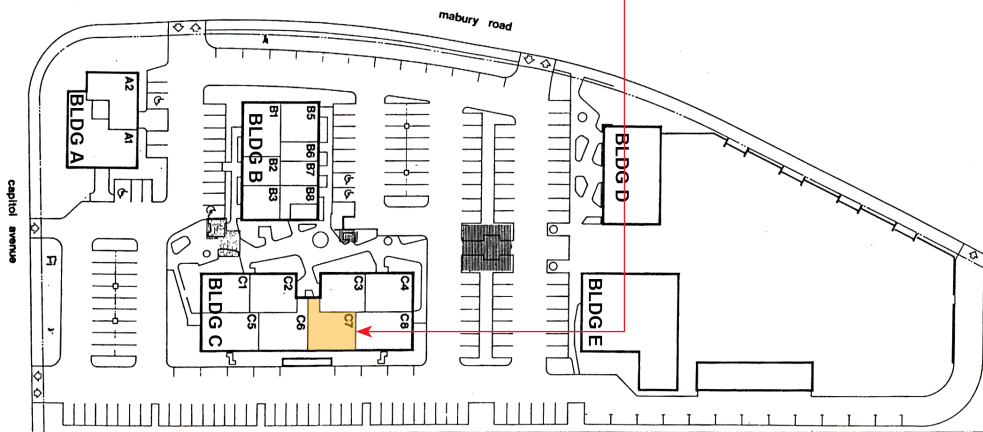 mabury road
capitol avenue
BLDG A
A2
A1
BLDG B
B1
B2
B3
B5
B6
B7
B8
BLDG C
C1
C2
C3
C4
C5
C6
C7
C8
BLDG D
BLDG E